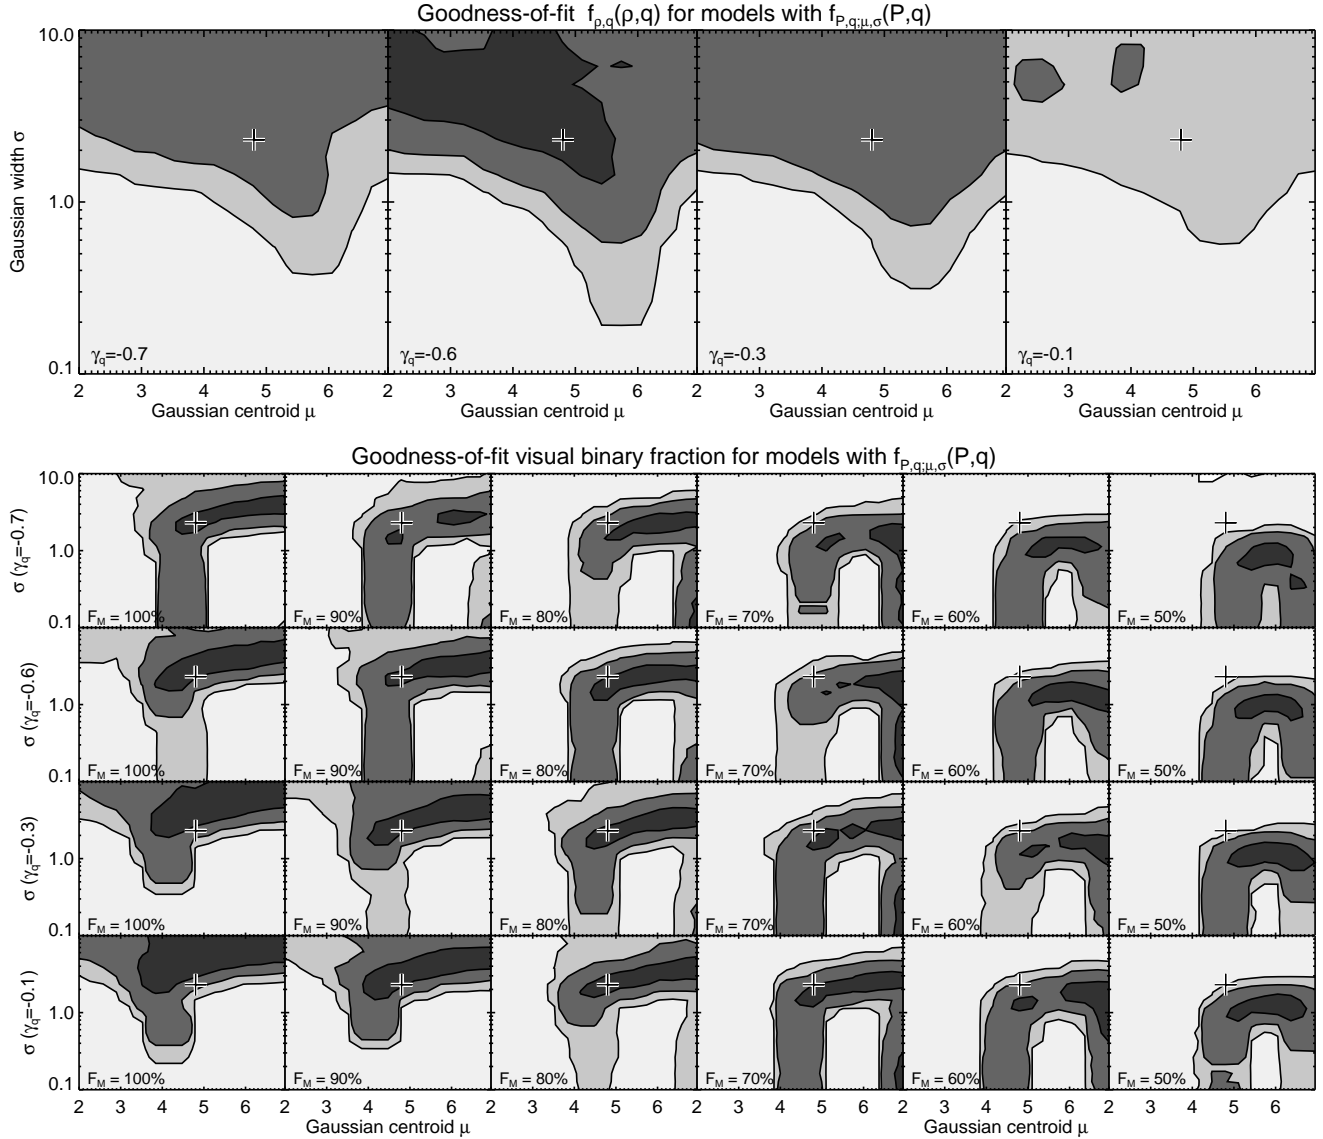 Goodness-of-fit f_ρ,q(ρ,q) for models with f_P,q;μ,σ(P,q)
10.0
1.0
0.1
Gaussian width σ
γ_q=-0.7 γ_q=-0.6 γ_q=-0.3 γ_q=-0.1
2 3 4 5 6 2 3 4 5 6 2 3 4 5 6 2 3 4 5 6
Gaussian centroid μ Gaussian centroid μ Gaussian centroid μ Gaussian centroid μ
Goodness-of-fit visual binary fraction for models with f_P,q;μ,σ(P,q)
10.0
1.0
0.1
σ (γ_q=-0.7)
F_M = 100% F_M = 90% F_M = 80% F_M = 70% F_M = 60% F_M = 50%
1.0
0.1
σ (γ_q=-0.6)
F_M = 100% F_M = 90% F_M = 80% F_M = 70% F_M = 60% F_M = 50%
1.0
0.1
σ (γ_q=-0.3)
F_M = 100% F_M = 90% F_M = 80% F_M = 70% F_M = 60% F_M = 50%
1.0
0.1
σ (γ_q=-0.1)
F_M = 100% F_M = 90% F_M = 80% F_M = 70% F_M = 60% F_M = 50%
2 3 4 5 6 2 3 4 5 6 2 3 4 5 6 2 3 4 5 6 2 3 4 5 6 2 3 4 5 6
Gaussian centroid μ Gaussian centroid μ